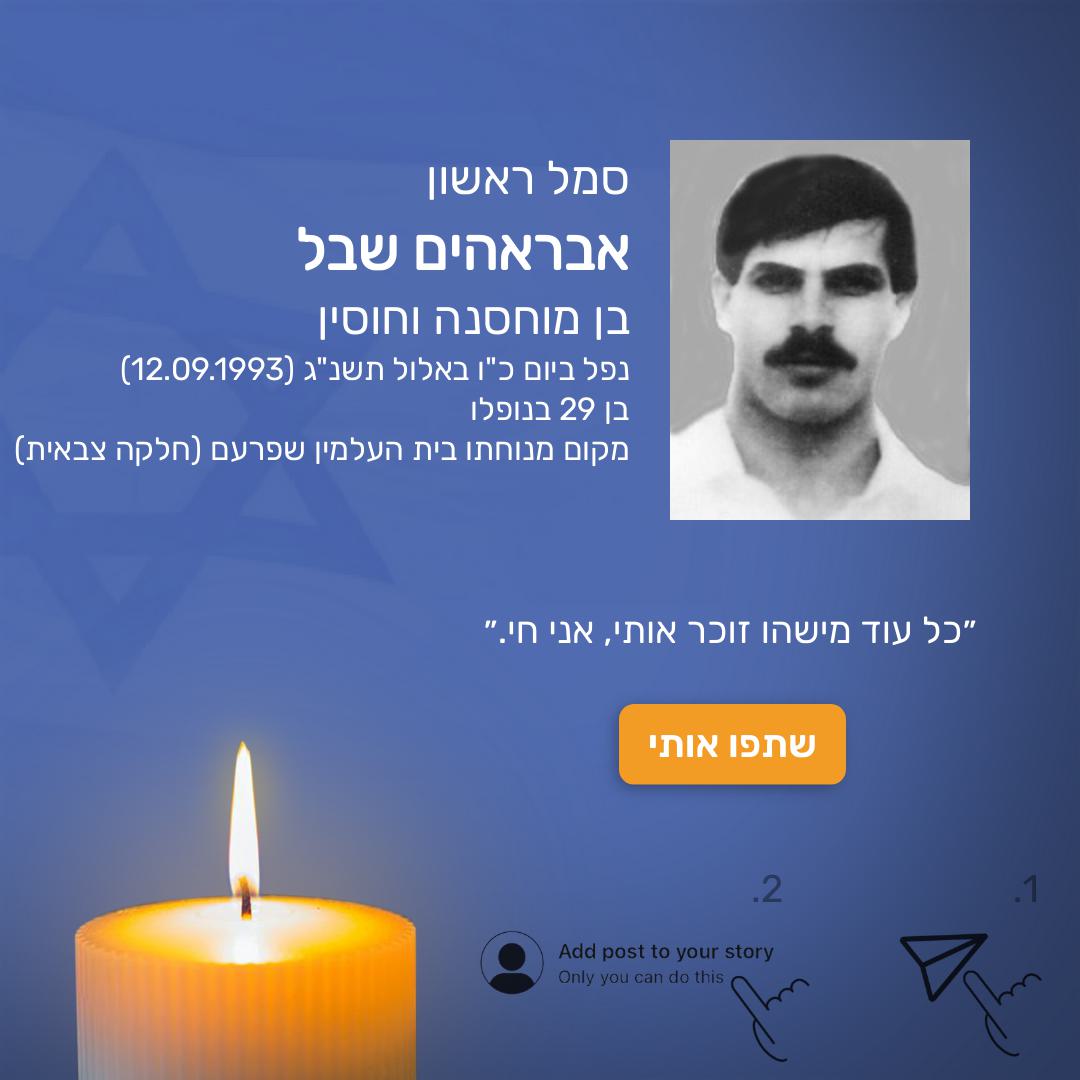 סמל ראשון
אבראהים שבל
בן מוחסנה וחוסין
נפל ביום כ"ו באלול תשנ"ג (12.09.1993)
בן 29 בנופלו
מקום מנוחתו בית העלמין שפרעם (חלקה צבאית)
״כל עוד מישהו זוכר אותי, אני חי.״
שתפו אותי
1.
2.
Add post to your story
Only you can do this